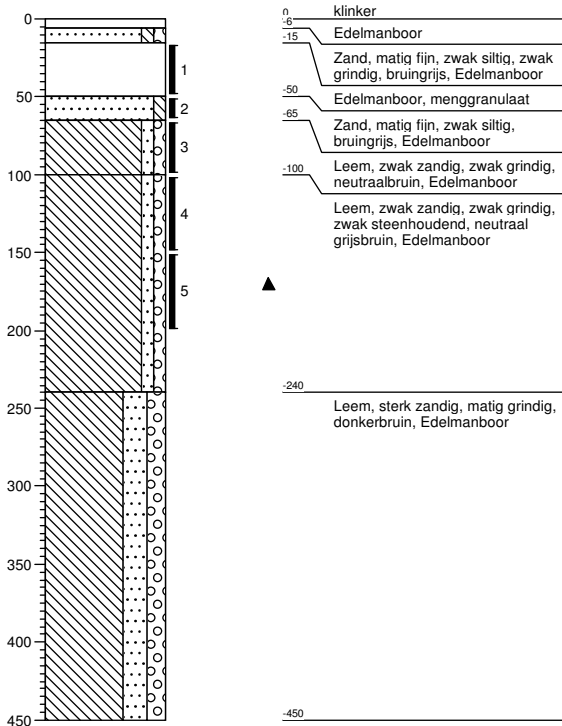 0
50
100
150
200
250
300
350
400
450
1
2
3
4
5
0
klinker
-6
Edelmanboor
-15
Zand, matig fijn, zwak siltig, zwak
grindig, bruingrijs, Edelmanboor
-50
Edelmanboor, menggranulaat
-65
Zand, matig fijn, zwak siltig,
bruingrijs, Edelmanboor
-100
Leem, zwak zandig, zwak grindig,
neutraalbruin, Edelmanboor
Leem, zwak zandig, zwak grindig,
zwak steenhoudend, neutraal
grijsbruin, Edelmanboor
-240
Leem, sterk zandig, matig grindig,
donkerbruin, Edelmanboor
-450